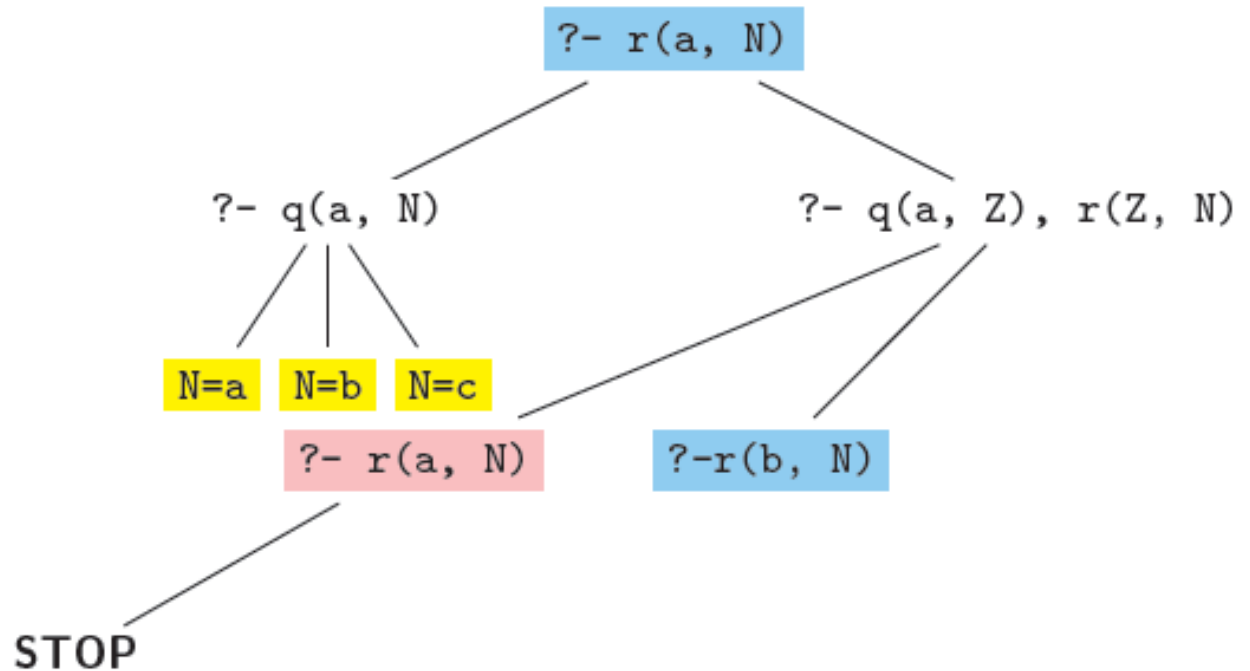 ?- r(a, N)
?- q(a, N)
?- q(a, Z), r(Z, N)
N=a
N=b
N=c
?- r(a, N)
?-r(b, N)
STOP